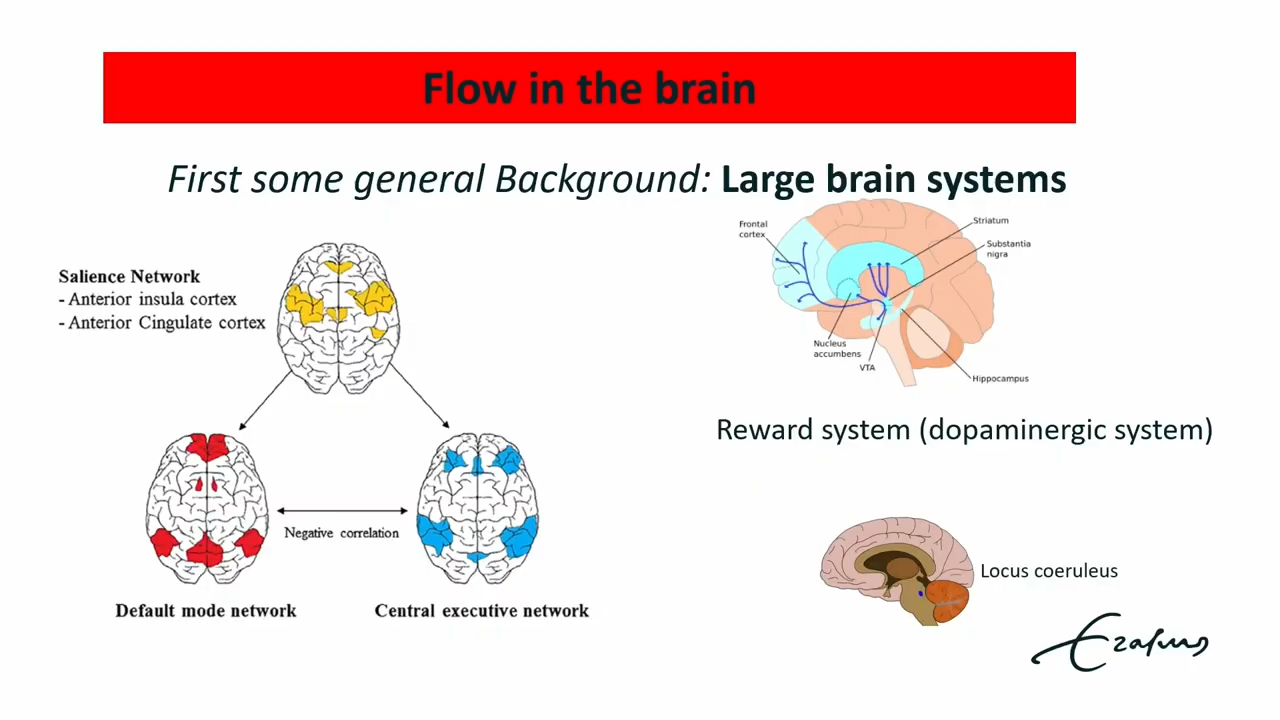 Flow in the brain
First some general Background: Large brain systems
Salience Network
- Anterior insula cortex
- Anterior Cingulate cortex
Negative correlation
Default mode network
Central executive network
Frontal
cortex
Striatum
Substantia
nigra
Nucleus
accumbens
VTA
Hippocampus
Reward system (dopaminergic system)
Locus coeruleus
Erasmus